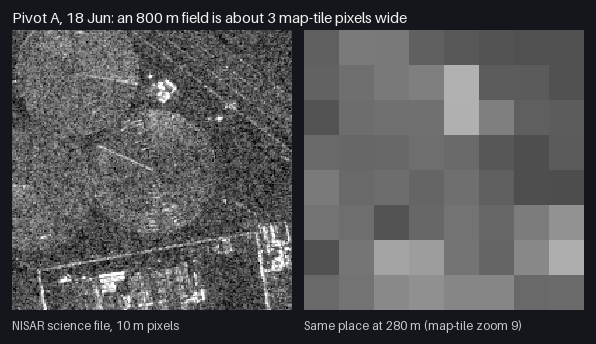 Pivot A, 18 Jun: an 800 m field is about 3 map-tile pixels wide
NISAR science file, 10 m pixels
Same place at 280 m (map-tile zoom 9)